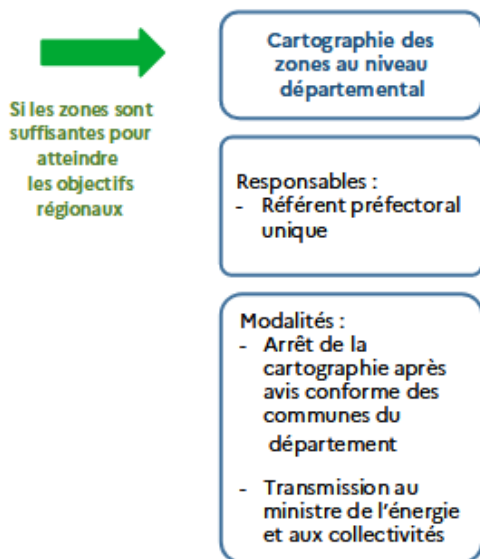 Si les zones sont
suffisantes pour
atteindre
les objectifs
régionaux
Cartographie des
zones au niveau
départemental
Responsables :
- Référent préfectoral
unique
Modalités :
- Arrêt de la
cartographie après
avis conforme des
communes du
département
- Transmission au
ministre de l'énergie
et aux collectivités